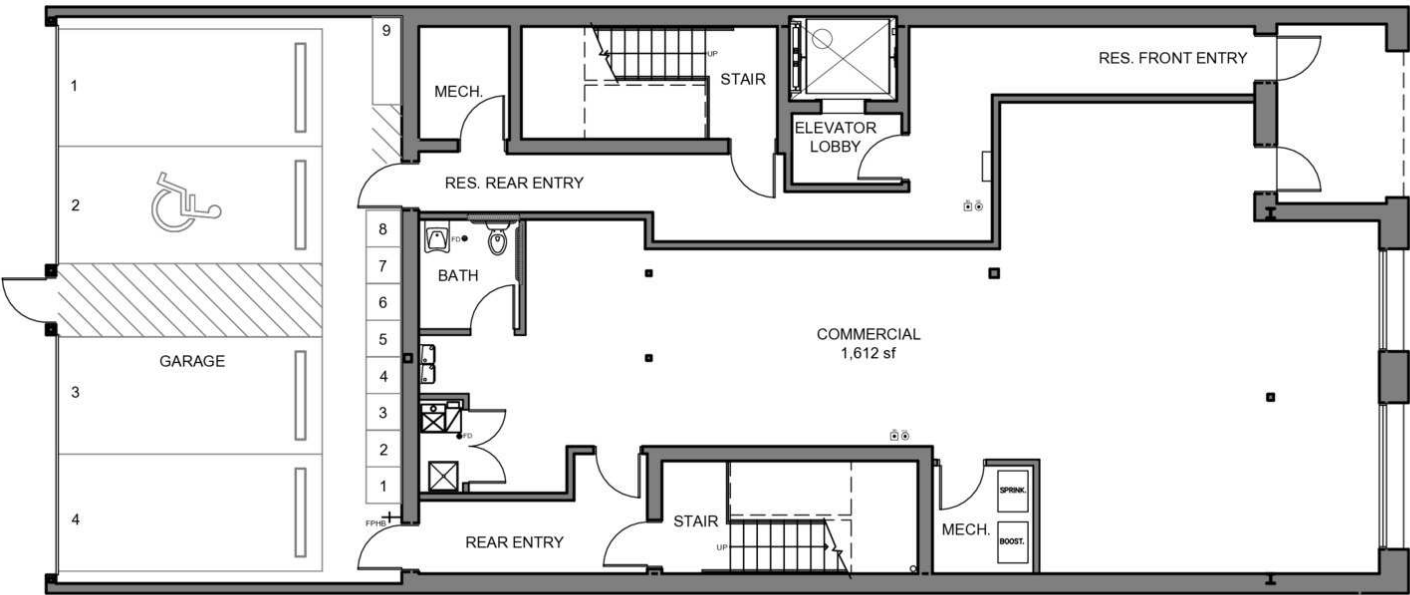 9
RES. FRONT ENTRY
UP
STAIR
1
MECH.
ELEVATOR
LOBBY
RES. REAR ENTRY
2
8
FD
7
BATH
6
COMMERCIAL
1,612 sf
5
GARAGE
4
3
3
FD
2
1
SPRINK.
4
FPHB
STAIR
MECH.
REAR ENTRY
UP
BOOST.